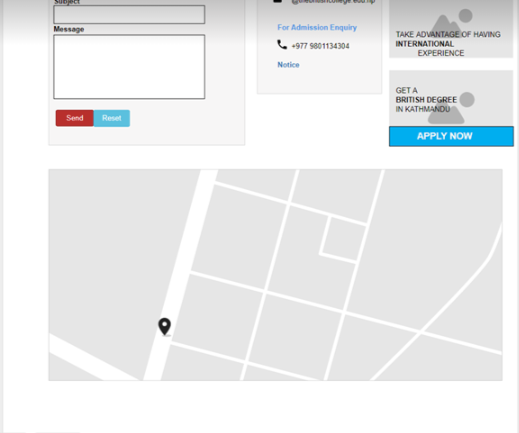 Subject
Message
Send
Reset
@thebritishcollege.edu.np
For Admission Enquiry
+977 9801134304
Notice
TAKE ADVANTAGE OF HAVING
INTERNATIONAL
EXPERIENCE
GET A
BRITISH DEGREE
IN KATHMANDU
APPLY NOW